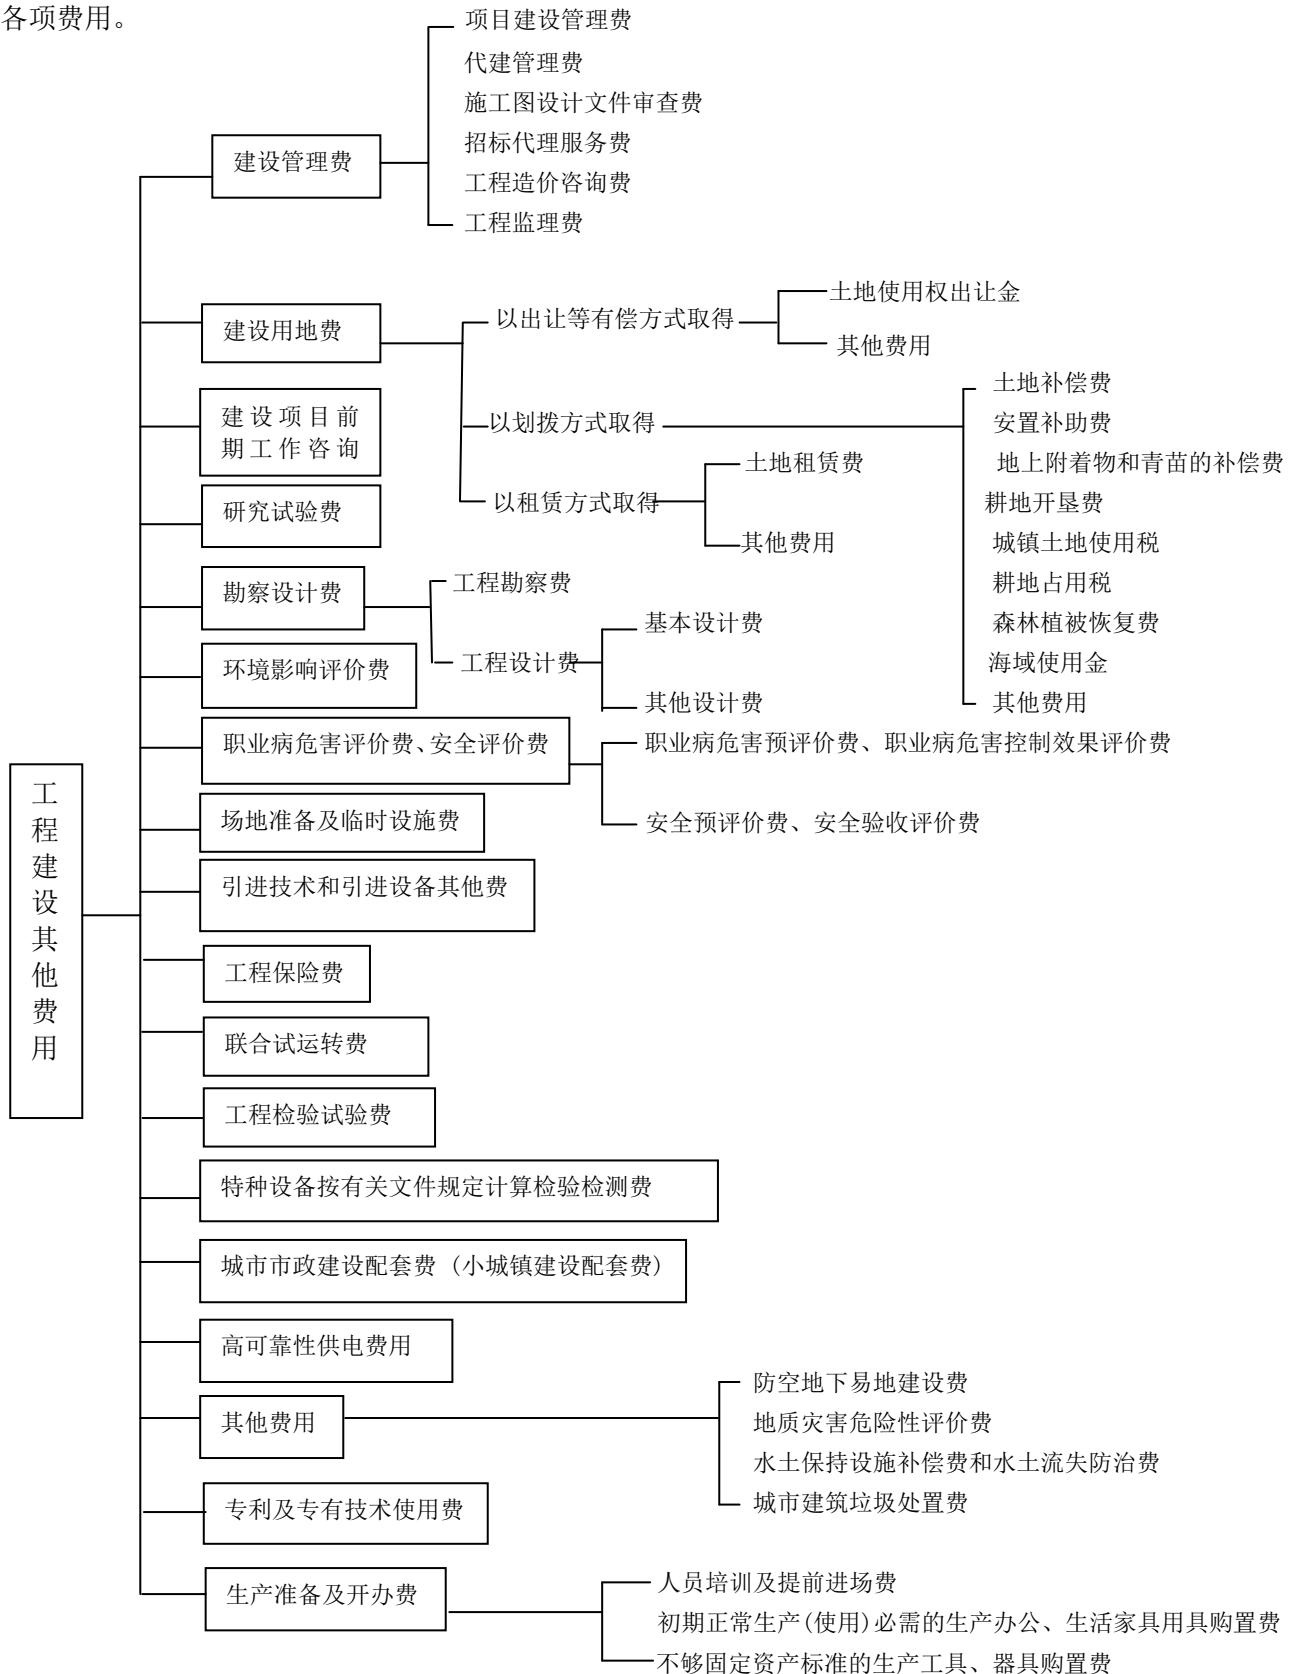 各项费用。
项目建设管理费
代建管理费
施工图设计文件审查费
招标代理服务费
建设管理费
工程造价咨询费
工程监理费
土地使用权出让金
建设用地费
以出让等有偿方式取得
其他费用
土地补偿费
建设项目前
期工作咨询
以划拨方式取得
安置补助费
土地租赁费
地上附着物和青苗的补偿费
研究试验费
以租赁方式取得
耕地开垦费
其他费用
城镇土地使用税
勘察设计费
工程勘察费
耕地占用税
基本设计费
森林植被恢复费
环境影响评价费
工程设计费
海域使用金
其他设计费
其他费用
职业病危害评价费、安全评价费
职业病危害预评价费、职业病危害控制效果评价费
工程建设其他费用
场地准备及临时设施费
安全预评价费、安全验收评价费
引进技术和引进设备其他费
工程保险费
联合试运转费
工程检验试验费
特种设备按有关文件规定计算检验检测费
城市市政建设配套费 (小城镇建设配套费)
高可靠性供电费用
防空地下易地建设费
其他费用
地质灾害危险性评价费
水土保持设施补偿费和水土流失防治费
城市建筑垃圾处置费
专利及专有技术使用费
生产准备及开办费
人员培训及提前进场费
初期正常生产(使用)必需的生产办公、生活家具用具购置费
不够固定资产标准的生产工具、器具购置费